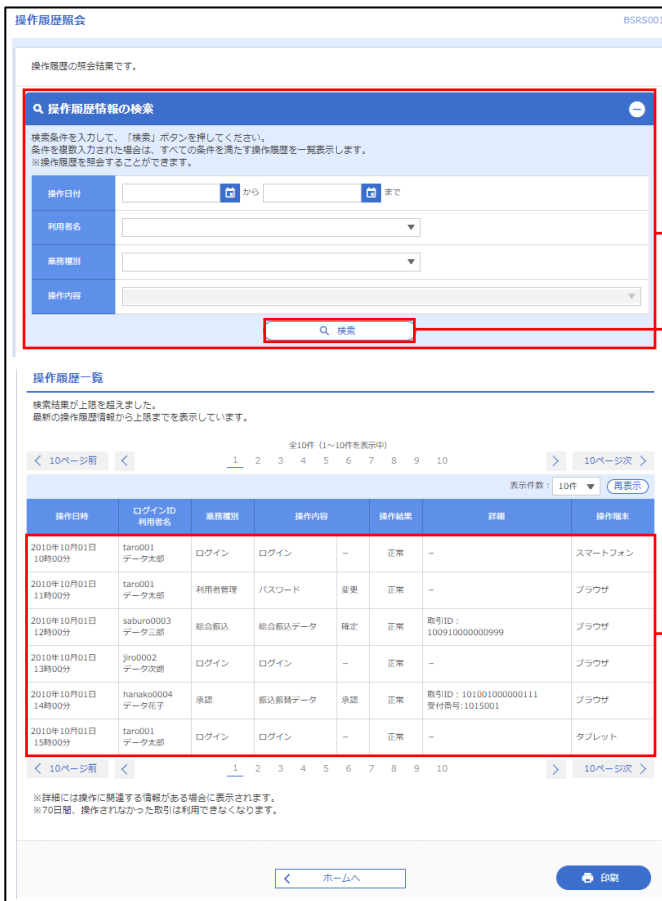 操作履歴照会 BSRS001
操作履歴の照会結果です。
操作履歴情報の検索
検索条件を入力して、「検索」ボタンを押してください。
条件を複数入力された場合は、すべての条件を満たす操作履歴を一覧表示します。
※操作履歴を照会することができます。
操作日付 から まで
利用者名
業務種別
操作内容
検索
操作履歴一覧
検索結果が上限を超えました。
最新の操作履歴情報から上限までを表示しています。
全10件（1～10件を表示中）
10ページ前 1 2 3 4 5 6 7 8 9 10 10ページ次
表示件数： 10件 再表示
操作日時 ログインID 利用者名 業務種別 操作内容 操作結果 詳細 操作端末
2010年10月01日 10時00分 taro001 データ太郎 ログイン ログイン － 正常 － スマートフォン
2010年10月01日 11時00分 taro001 データ太郎 利用者管理 パスワード 変更 正常 － ブラウザ
2010年10月01日 12時00分 saburo0003 データ三郎 総合振込 総合振込データ 確定 正常 取引ID： 100910000000999 ブラウザ
2010年10月01日 13時00分 jiro0002 データ次朗 ログイン ログイン － 正常 － ブラウザ
2010年10月01日 14時00分 hanako0004 データ花子 承認 振込振替データ 承認 正常 取引ID：101001000000111 受付番号:1015001 ブラウザ
2010年10月01日 15時00分 taro001 データ太郎 ログイン ログイン － 正常 － タブレット
10ページ前 1 2 3 4 5 6 7 8 9 10 10ページ次
※詳細には操作に関連する情報がある場合に表示されます。
※70日間、操作されなかった取引は利用できなくなります。
ホームへ 印刷